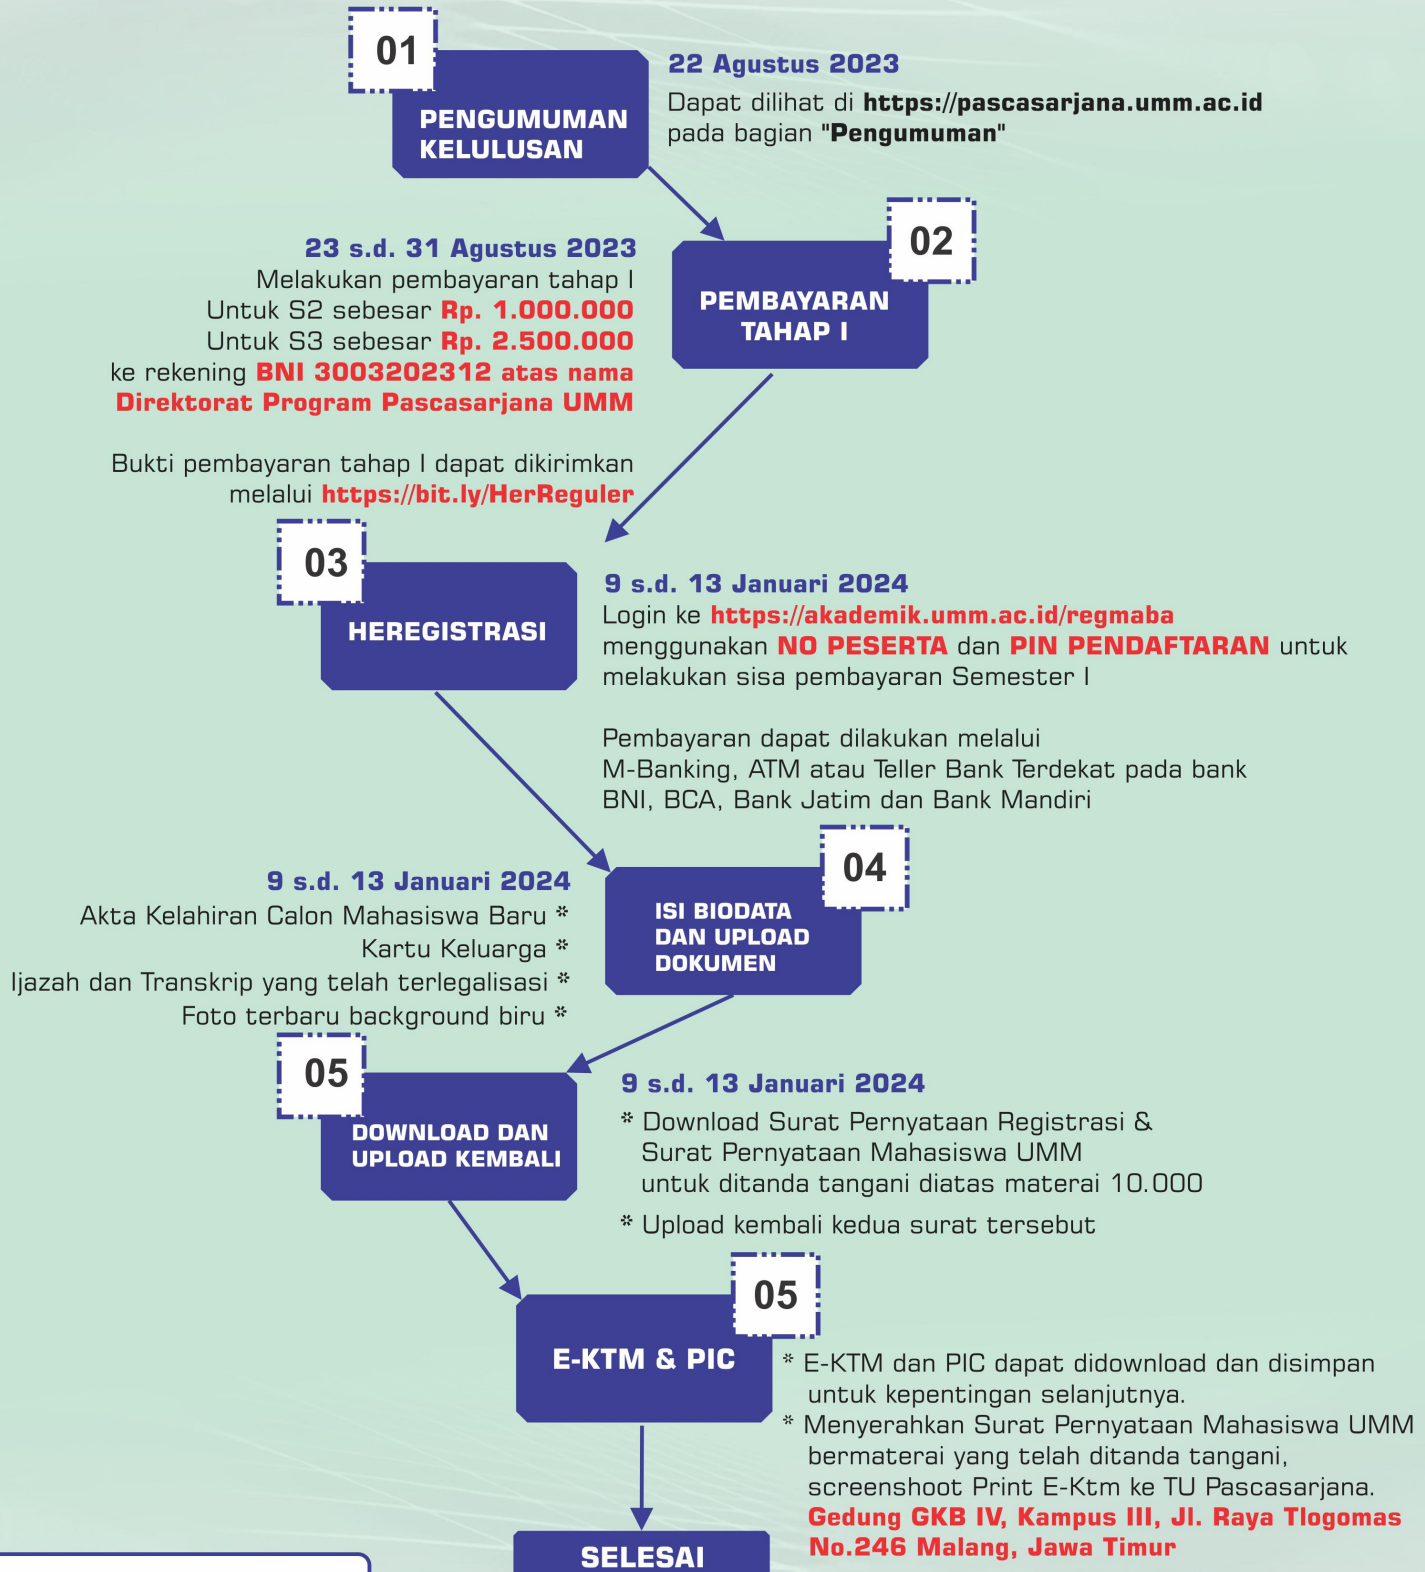 01
PENGUMUMAN
KELULUSAN
22 Agustus 2023
Dapat dilihat di https://pascasarjana.umm.ac.id
pada bagian "Pengumuman"
02
PEMBAYARAN
TAHAP I
23 s.d. 31 Agustus 2023
Melakukan pembayaran tahap I
Untuk S2 sebesar Rp. 1.000.000
Untuk S3 sebesar Rp. 2.500.000
ke rekening BNI 3003202312 atas nama
Direktorat Program Pascasarjana UMM
Bukti pembayaran tahap I dapat dikirimkan
melalui https://bit.ly/HerReguler
03
HEREGISTRASI
9 s.d. 13 Januari 2024
Login ke https://akademik.umm.ac.id/regmaba
menggunakan NO PESERTA dan PIN PENDAFTARAN untuk
melakukan sisa pembayaran Semester I
Pembayaran dapat dilakukan melalui
M-Banking, ATM atau Teller Bank Terdekat pada bank
BNI, BCA, Bank Jatim dan Bank Mandiri
04
ISI BIODATA
DAN UPLOAD
DOKUMEN
9 s.d. 13 Januari 2024
Akta Kelahiran Calon Mahasiswa Baru *
Kartu Keluarga *
Ijazah dan Transkrip yang telah terlegalisasi *
Foto terbaru background biru *
05
DOWNLOAD DAN
UPLOAD KEMBALI
9 s.d. 13 Januari 2024
* Download Surat Pernyataan Registrasi &
Surat Pernyataan Mahasiswa UMM
untuk ditanda tangani diatas materai 10.000
* Upload kembali kedua surat tersebut
05
E-KTM & PIC
* E-KTM dan PIC dapat didownload dan disimpan
untuk kepentingan selanjutnya.
* Menyerahkan Surat Pernyataan Mahasiswa UMM
bermaterai yang telah ditanda tangani,
screenshoot Print E-Ktm ke TU Pascasarjana.
Gedung GKB IV, Kampus III, Jl. Raya Tlogomas
No.246 Malang, Jawa Timur
SELESAI